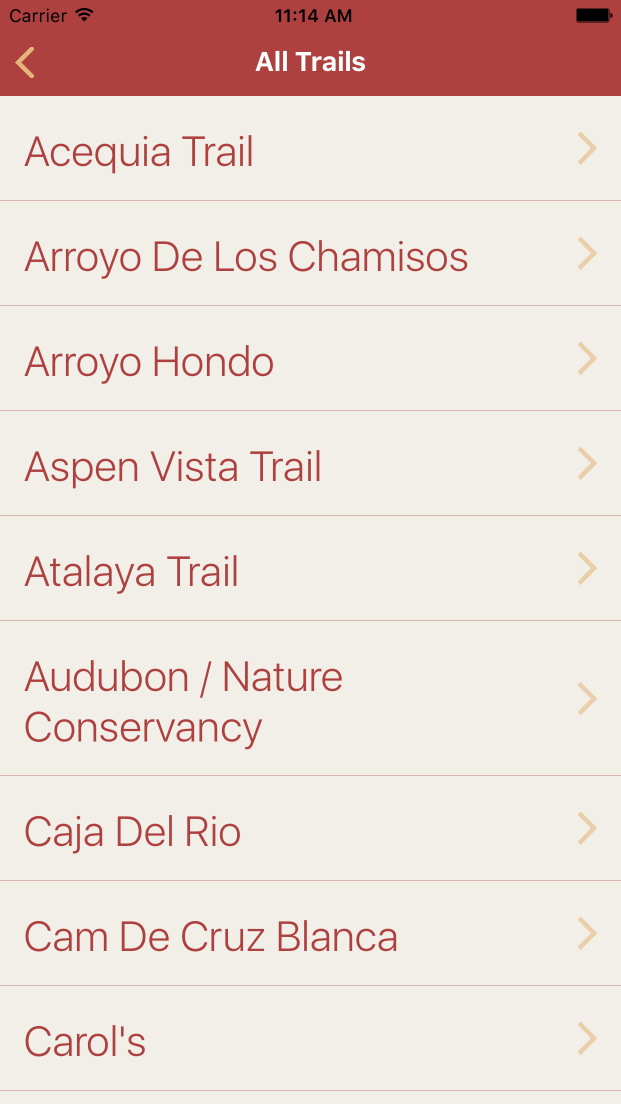 Carrier 11:14 AM
All Trails
Acequia Trail
Arroyo De Los Chamisos
Arroyo Hondo
Aspen Vista Trail
Atalaya Trail
Audubon / Nature
Conservancy
Caja Del Rio
Cam De Cruz Blanca
Carol's